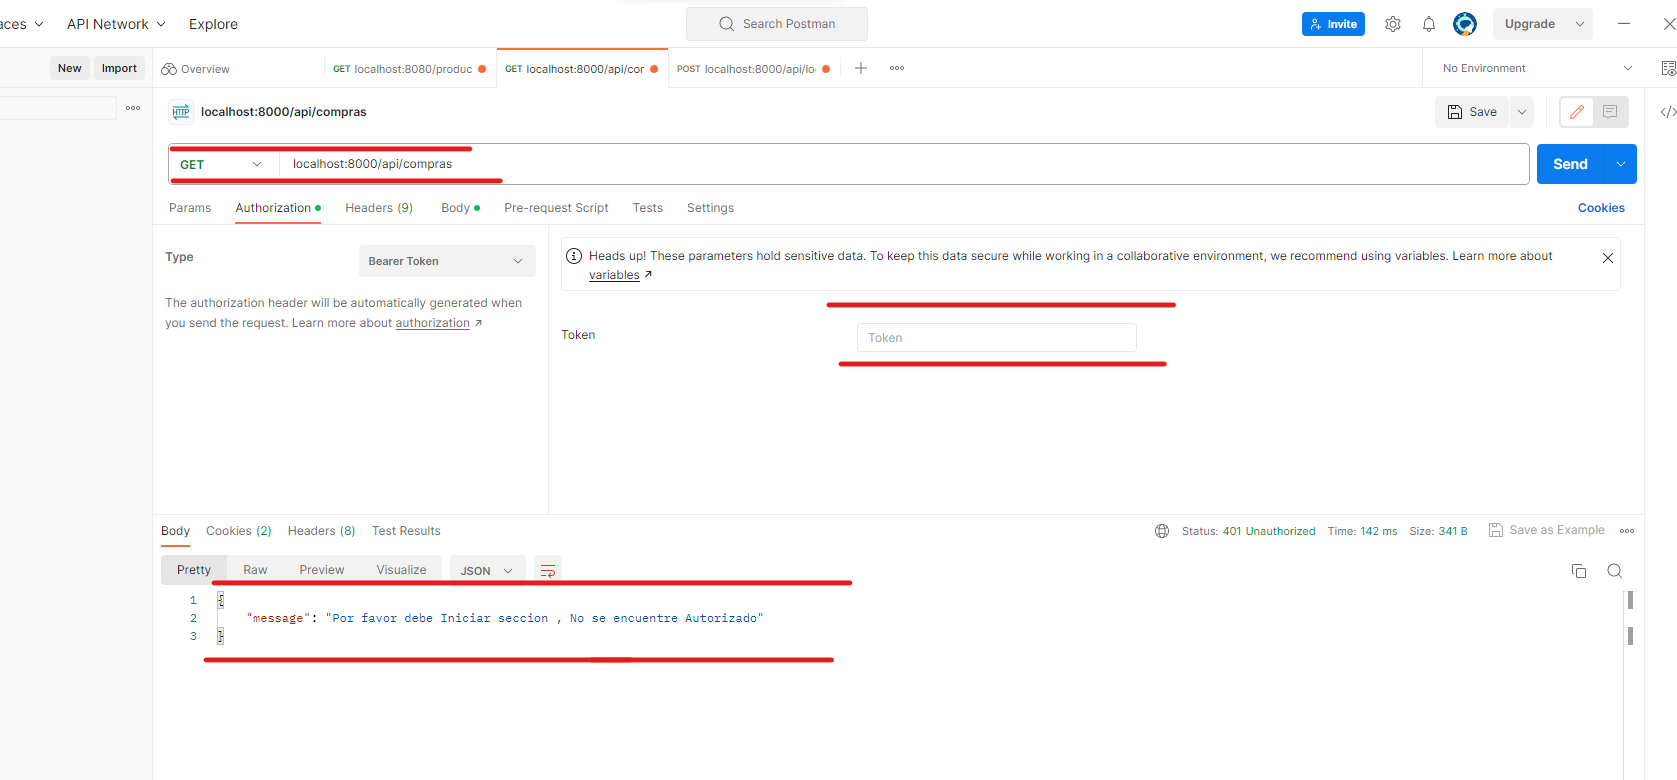 aces API Network Explore Search Postman Invite Upgrade
New Import Overview GET localhost:8080/produc GET localhost:8000/api/cor POST localhost:8000/api/lo No Environment
HTTP localhost:8000/api/compras Save
GET localhost:8000/api/compras Send
Params Authorization Headers (9) Body Pre-request Script Tests Settings Cookies
Type Bearer Token
The authorization header will be automatically generated when
you send the request. Learn more about authorization ↗
Heads up! These parameters hold sensitive data. To keep this data secure while working in a collaborative environment, we recommend using variables. Learn more about
variables ↗
Token Token
Body Cookies (2) Headers (8) Test Results Status: 401 Unauthorized Time: 142 ms Size: 341 B Save as Example
Pretty Raw Preview Visualize JSON
1 {
2 "message": "Por favor debe Iniciar seccion , No se encuentre Autorizado"
3 }